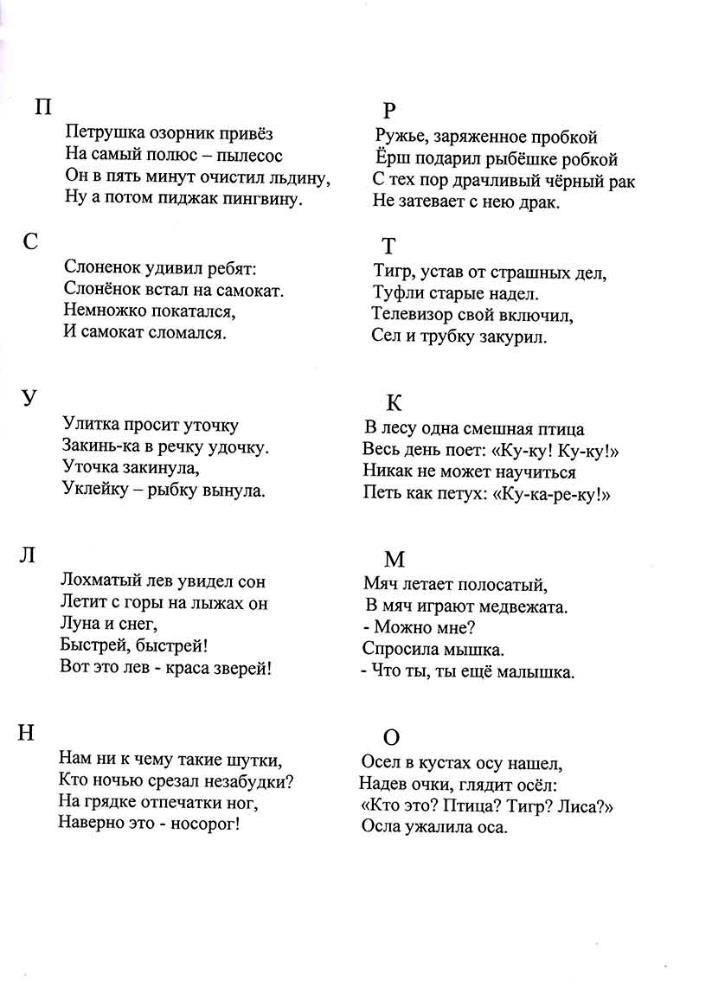 П
Петрушка озорник привёз
На самый полюс – пылесос
Он в пять минут очистил льдину,
Ну а потом пиджак пингвину.
Р
Ружье, заряженное пробкой
Ёрш подарил рыбёшке робкой
С тех пор драчливый чёрный рак
Не затевает с нею драк.
С
Слоненок удивил ребят:
Слонёнок встал на самокат.
Немножко покатался,
И самокат сломался.
Т
Тигр, устав от страшных дел,
Туфли старые надел.
Телевизор свой включил,
Сел и трубку закурил.
У
Улитка просит уточку
Закинь-ка в речку удочку.
Уточка закинула,
Уклейку – рыбку вынула.
К
В лесу одна смешная птица
Весь день поет: «Ку-ку! Ку-ку!»
Никак не может научиться
Петь как петух: «Ку-ка-ре-ку!»
Л
Лохматый лев увидел сон
Летит с горы на лыжах он
Луна и снег,
Быстрей, быстрей!
Вот это лев - краса зверей!
М
Мяч летает полосатый,
В мяч играют медвежата.
- Можно мне?
Спросила мышка.
- Что ты, ты ещё малышка.
Н
Нам ни к чему такие шутки,
Кто ночью срезал незабудки?
На грядке отпечатки ног,
Наверно это - носорог!
О
Осел в кустах осу нашел,
Надев очки, глядит осёл:
«Кто это? Птица? Тигр? Лиса?»
Осла ужалила оса.